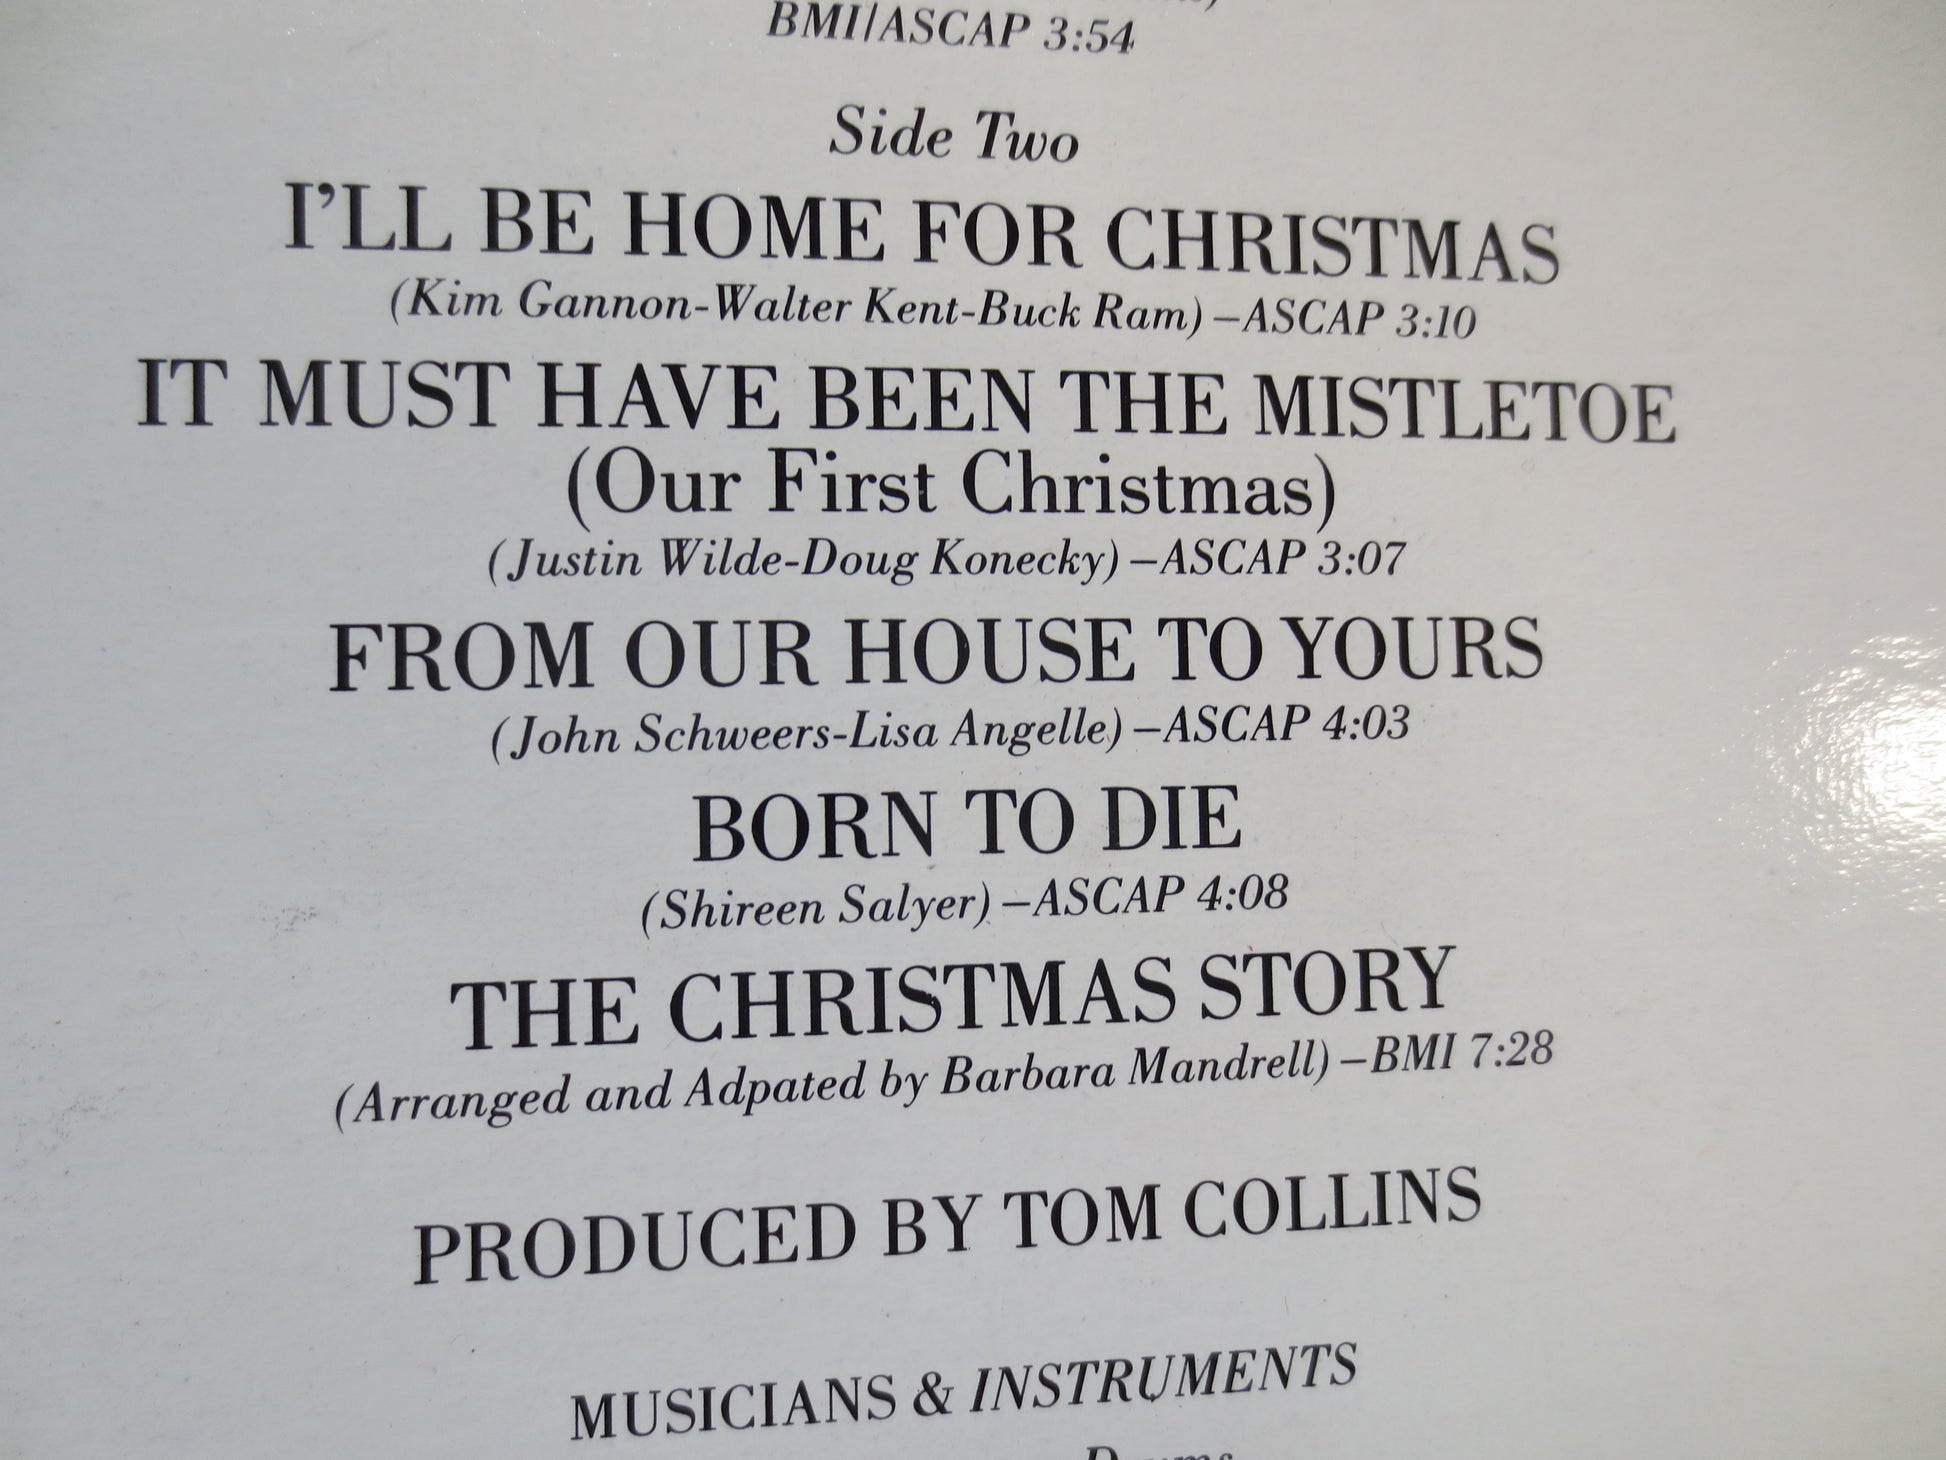 BMI/ASCAP 3:54
Side Two
I'LL BE HOME FOR CHRISTMAS
(Kim Gannon-Walter Kent-Buck Ram) –ASCAP 3:10
IT MUST HAVE BEEN THE MISTLETOE
(Our First Christmas)
(Justin Wilde-Doug Konecky) –ASCAP 3:07
FROM OUR HOUSE TO YOURS
(John Schweers-Lisa Angelle) –ASCAP 4:03
BORN TO DIE
(Shireen Salyer) –ASCAP 4:08
THE CHRISTMAS STORY
(Arranged and Adpated by Barbara Mandrell) –BMI 7:28
PRODUCED BY TOM COLLINS
MUSICIANS & INSTRUMENTS
Drums